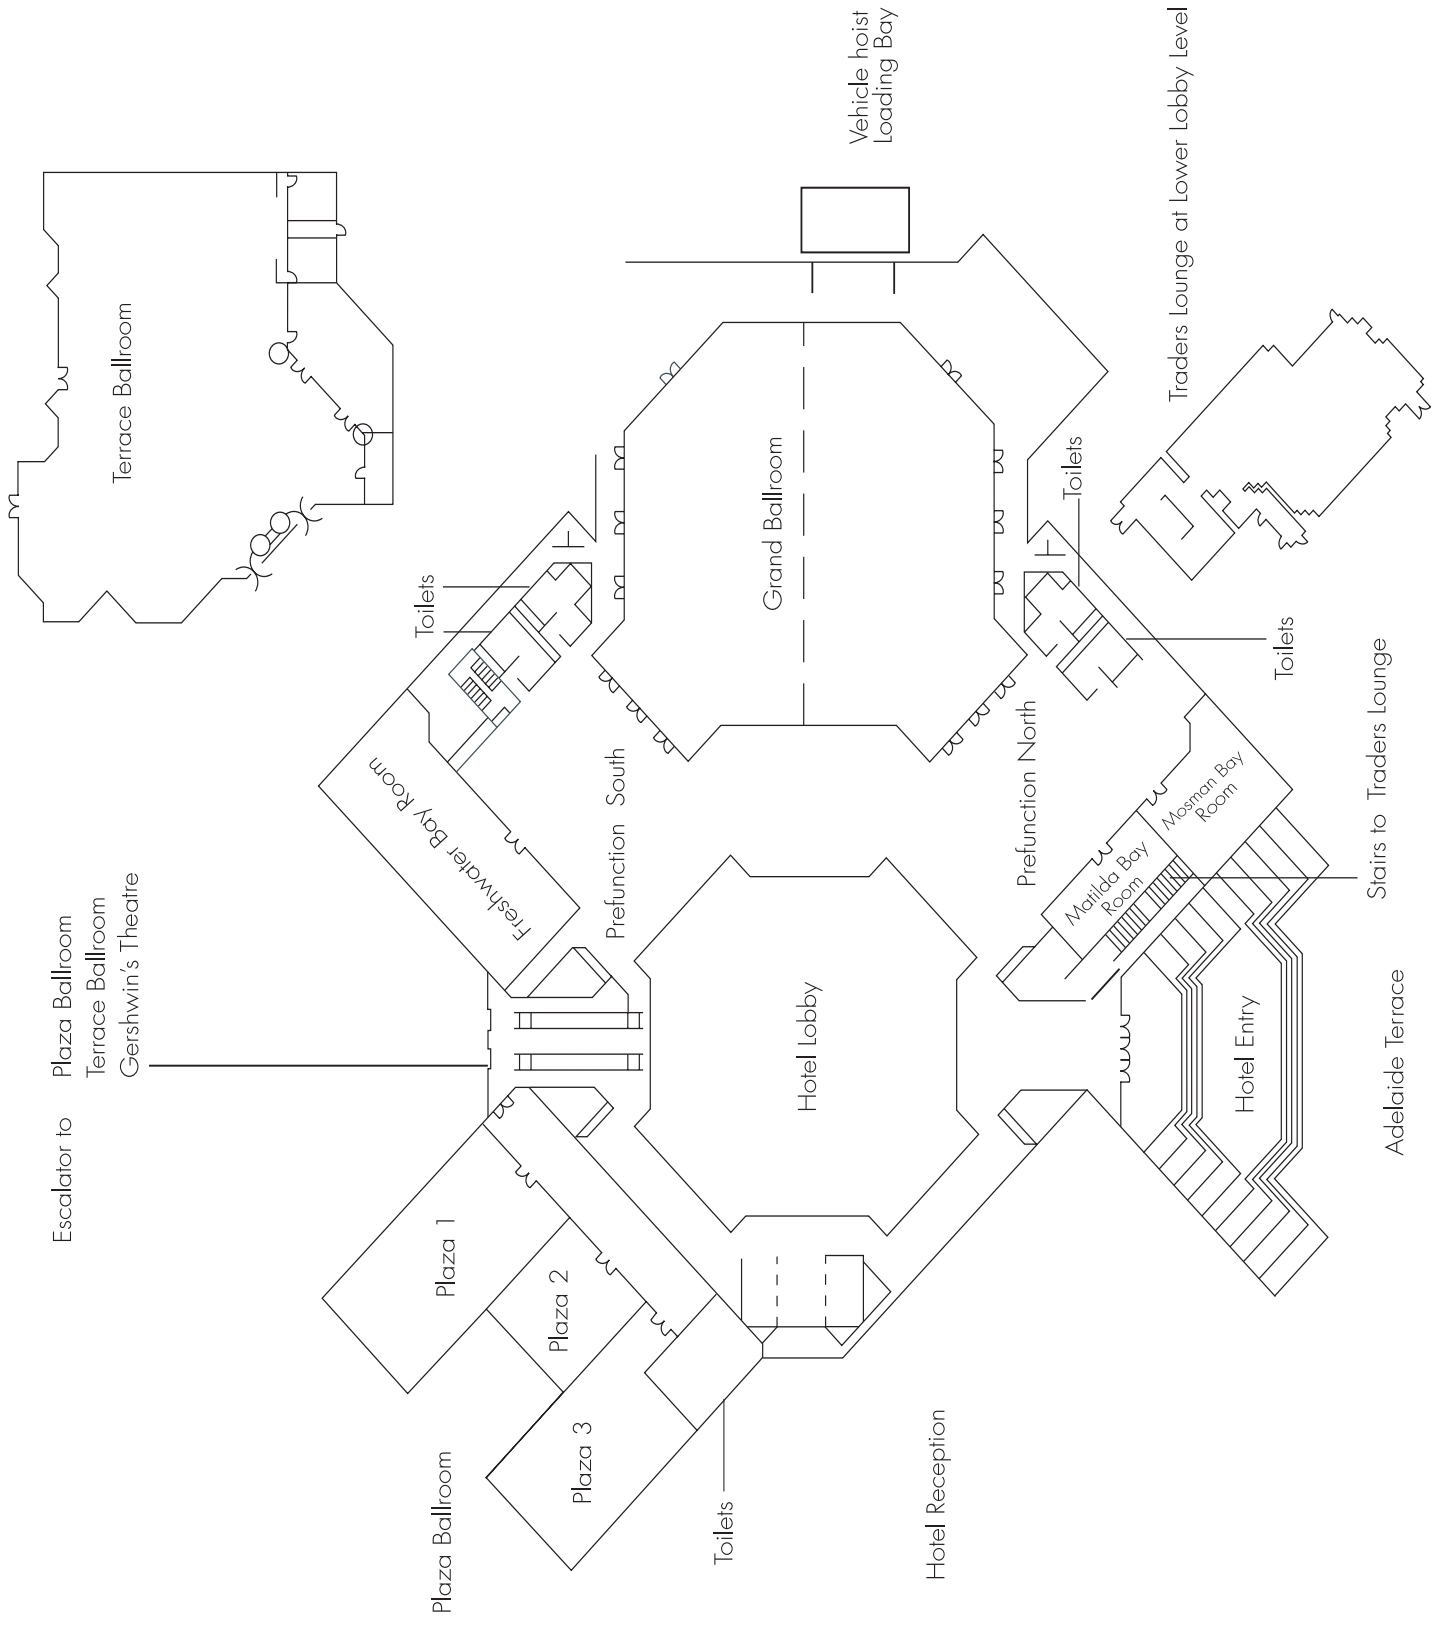 Terrace Ballroom
Vehicle hoist
Loading Bay
Traders Lounge at Lower Lobby Level
Grand Ballroom
Toilets
Toilets
Toilets
Freshwater Bay Room
Prefunction South
Prefunction North
Mosman Bay
Room
Matilda Bay
Room
Stairs to Traders Lounge
Escalator to Plaza Ballroom
Terrace Ballroom
Gershwin's Theatre
Hotel Lobby
Hotel Entry
Adelaide Terrace
Plaza 1
Plaza 2
Plaza 3
Plaza Ballroom
Toilets
Hotel Reception